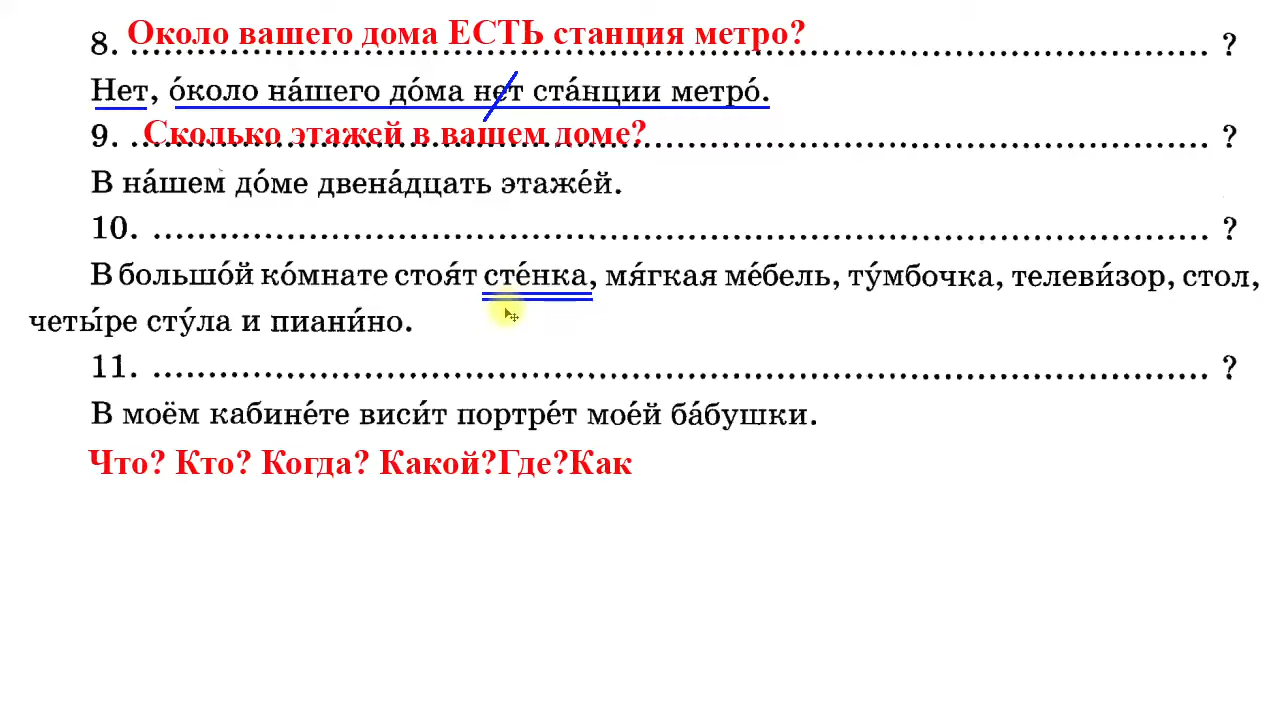 8. Около вашего дома ЕСТЬ станция метро? ?
Нет, о́коло на́шего до́ма нет ста́нции метро́.
9. Сколько этажей в вашем доме? ?
В на́шем до́ме двена́дцать этаже́й.
10. ........................................ ?
В большо́й ко́мнате стоя́т сте́нка, мя́гкая ме́бель, ту́мбочка, телеви́зор, стол,
четы́ре сту́ла и пиани́но.
11. ........................................ ?
В моём кабине́те виси́т портре́т мое́й ба́бушки.
Что? Кто? Когда? Какой?Где?Как